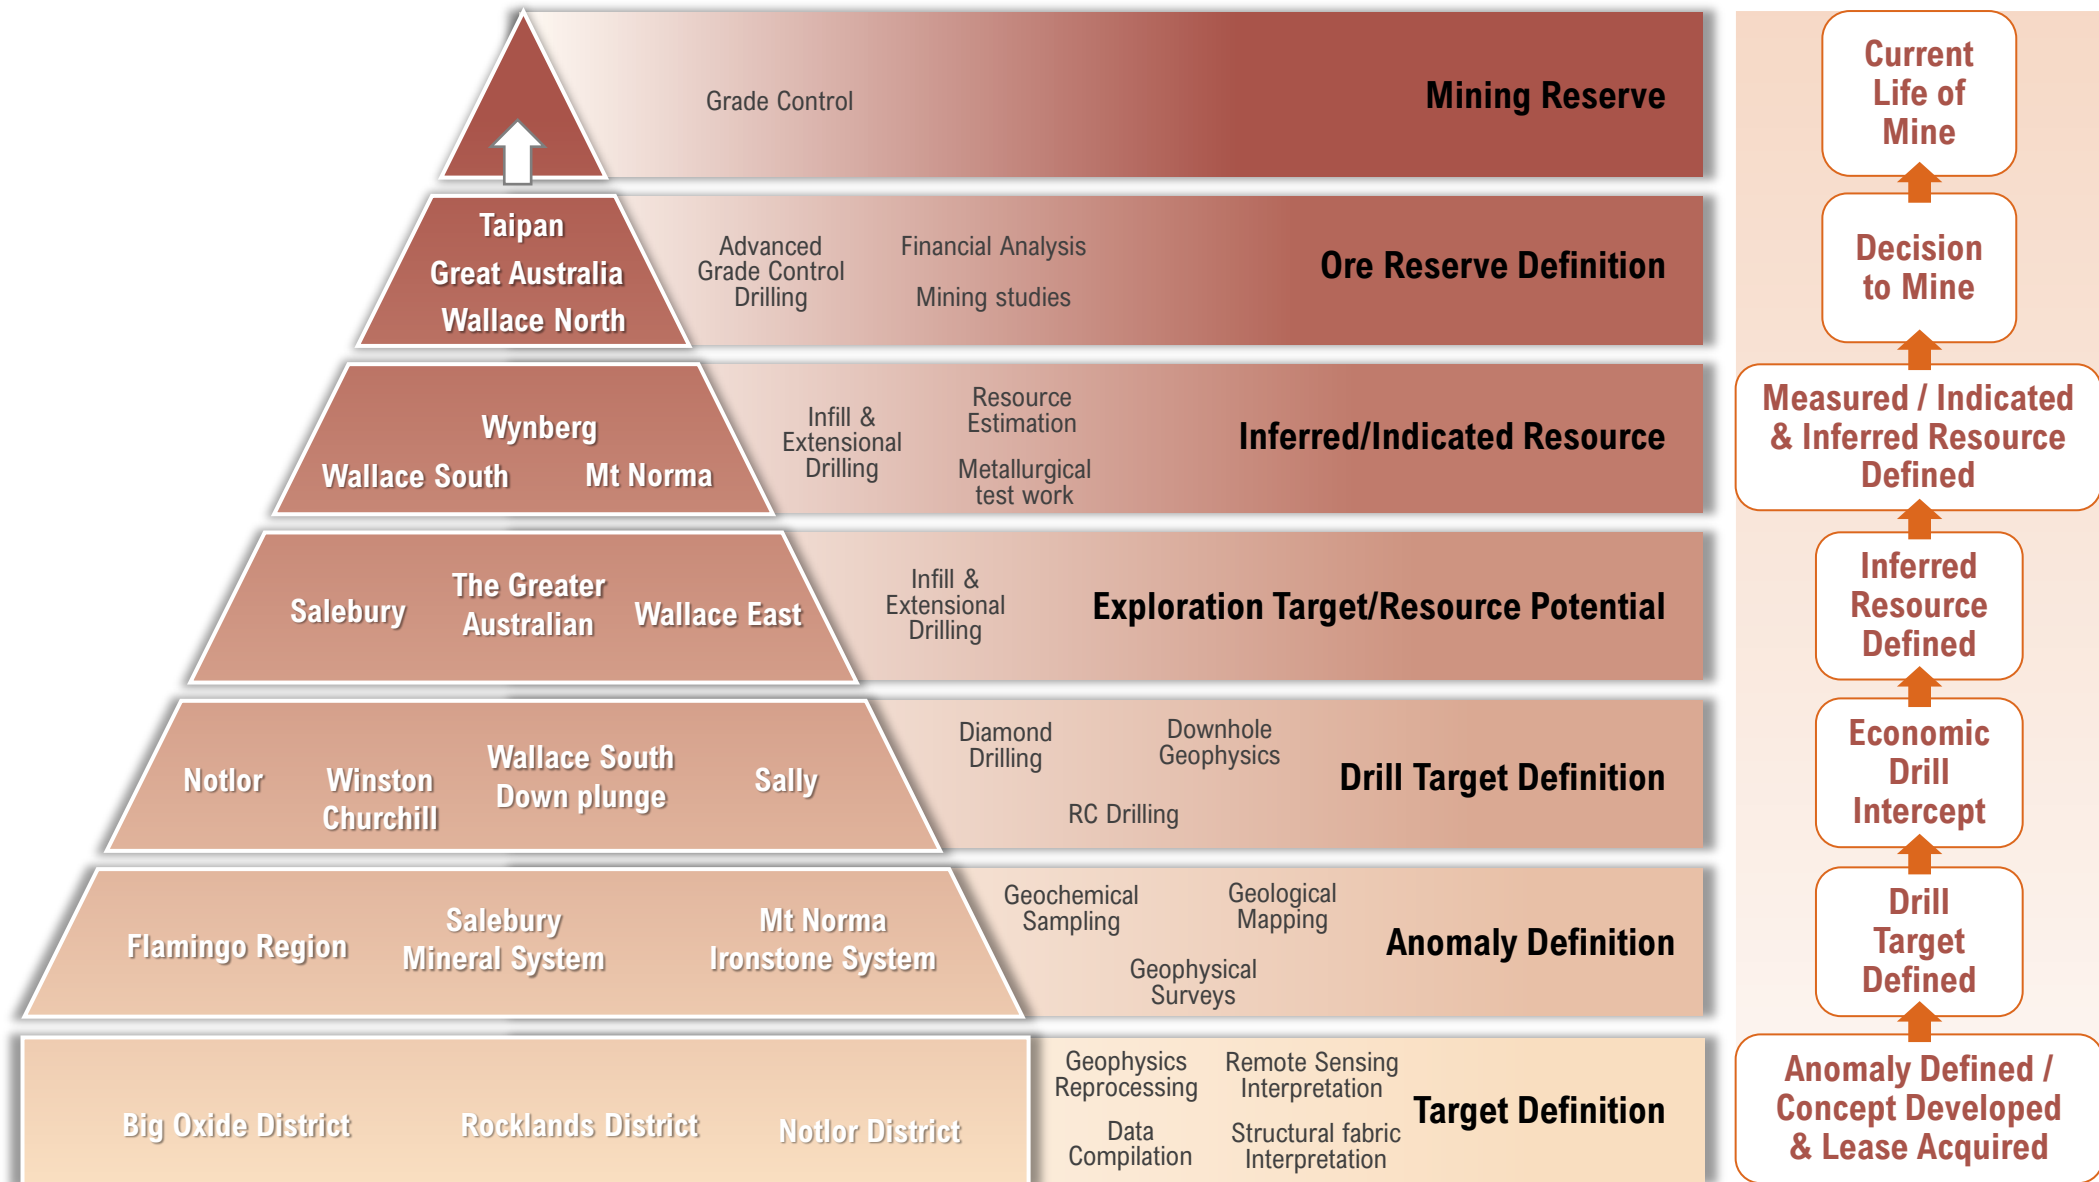 Grade Control
Mining Reserve
Current
Life of
Mine
Taipan
Great Australia
Wallace North
Advanced
Grade Control
Drilling
Financial Analysis
Mining studies
Ore Reserve Definition
Decision
to Mine
Wynberg
Wallace South
Mt Norma
Infill &
Extensional
Drilling
Resource
Estimation
Metallurgical
test work
Inferred/Indicated Resource
Measured / Indicated
& Inferred Resource
Defined
Salebury
The Greater
Australian
Wallace East
Infill &
Extensional
Drilling
Exploration Target/Resource Potential
Inferred
Resource
Defined
Notlor
Winston
Churchill
Wallace South
Down plunge
Sally
Diamond
Drilling
Downhole
Geophysics
RC Drilling
Drill Target Definition
Economic
Drill
Intercept
Flamingo Region
Salebury
Mineral System
Mt Norma
Ironstone System
Geochemical
Sampling
Geological
Mapping
Geophysical
Surveys
Anomaly Definition
Drill
Target
Defined
Big Oxide District
Rocklands District
Notlor District
Geophysics
Reprocessing
Remote Sensing
Interpretation
Data
Compilation
Structural fabric
Interpretation
Target Definition
Anomaly Defined /
Concept Developed
& Lease Acquired